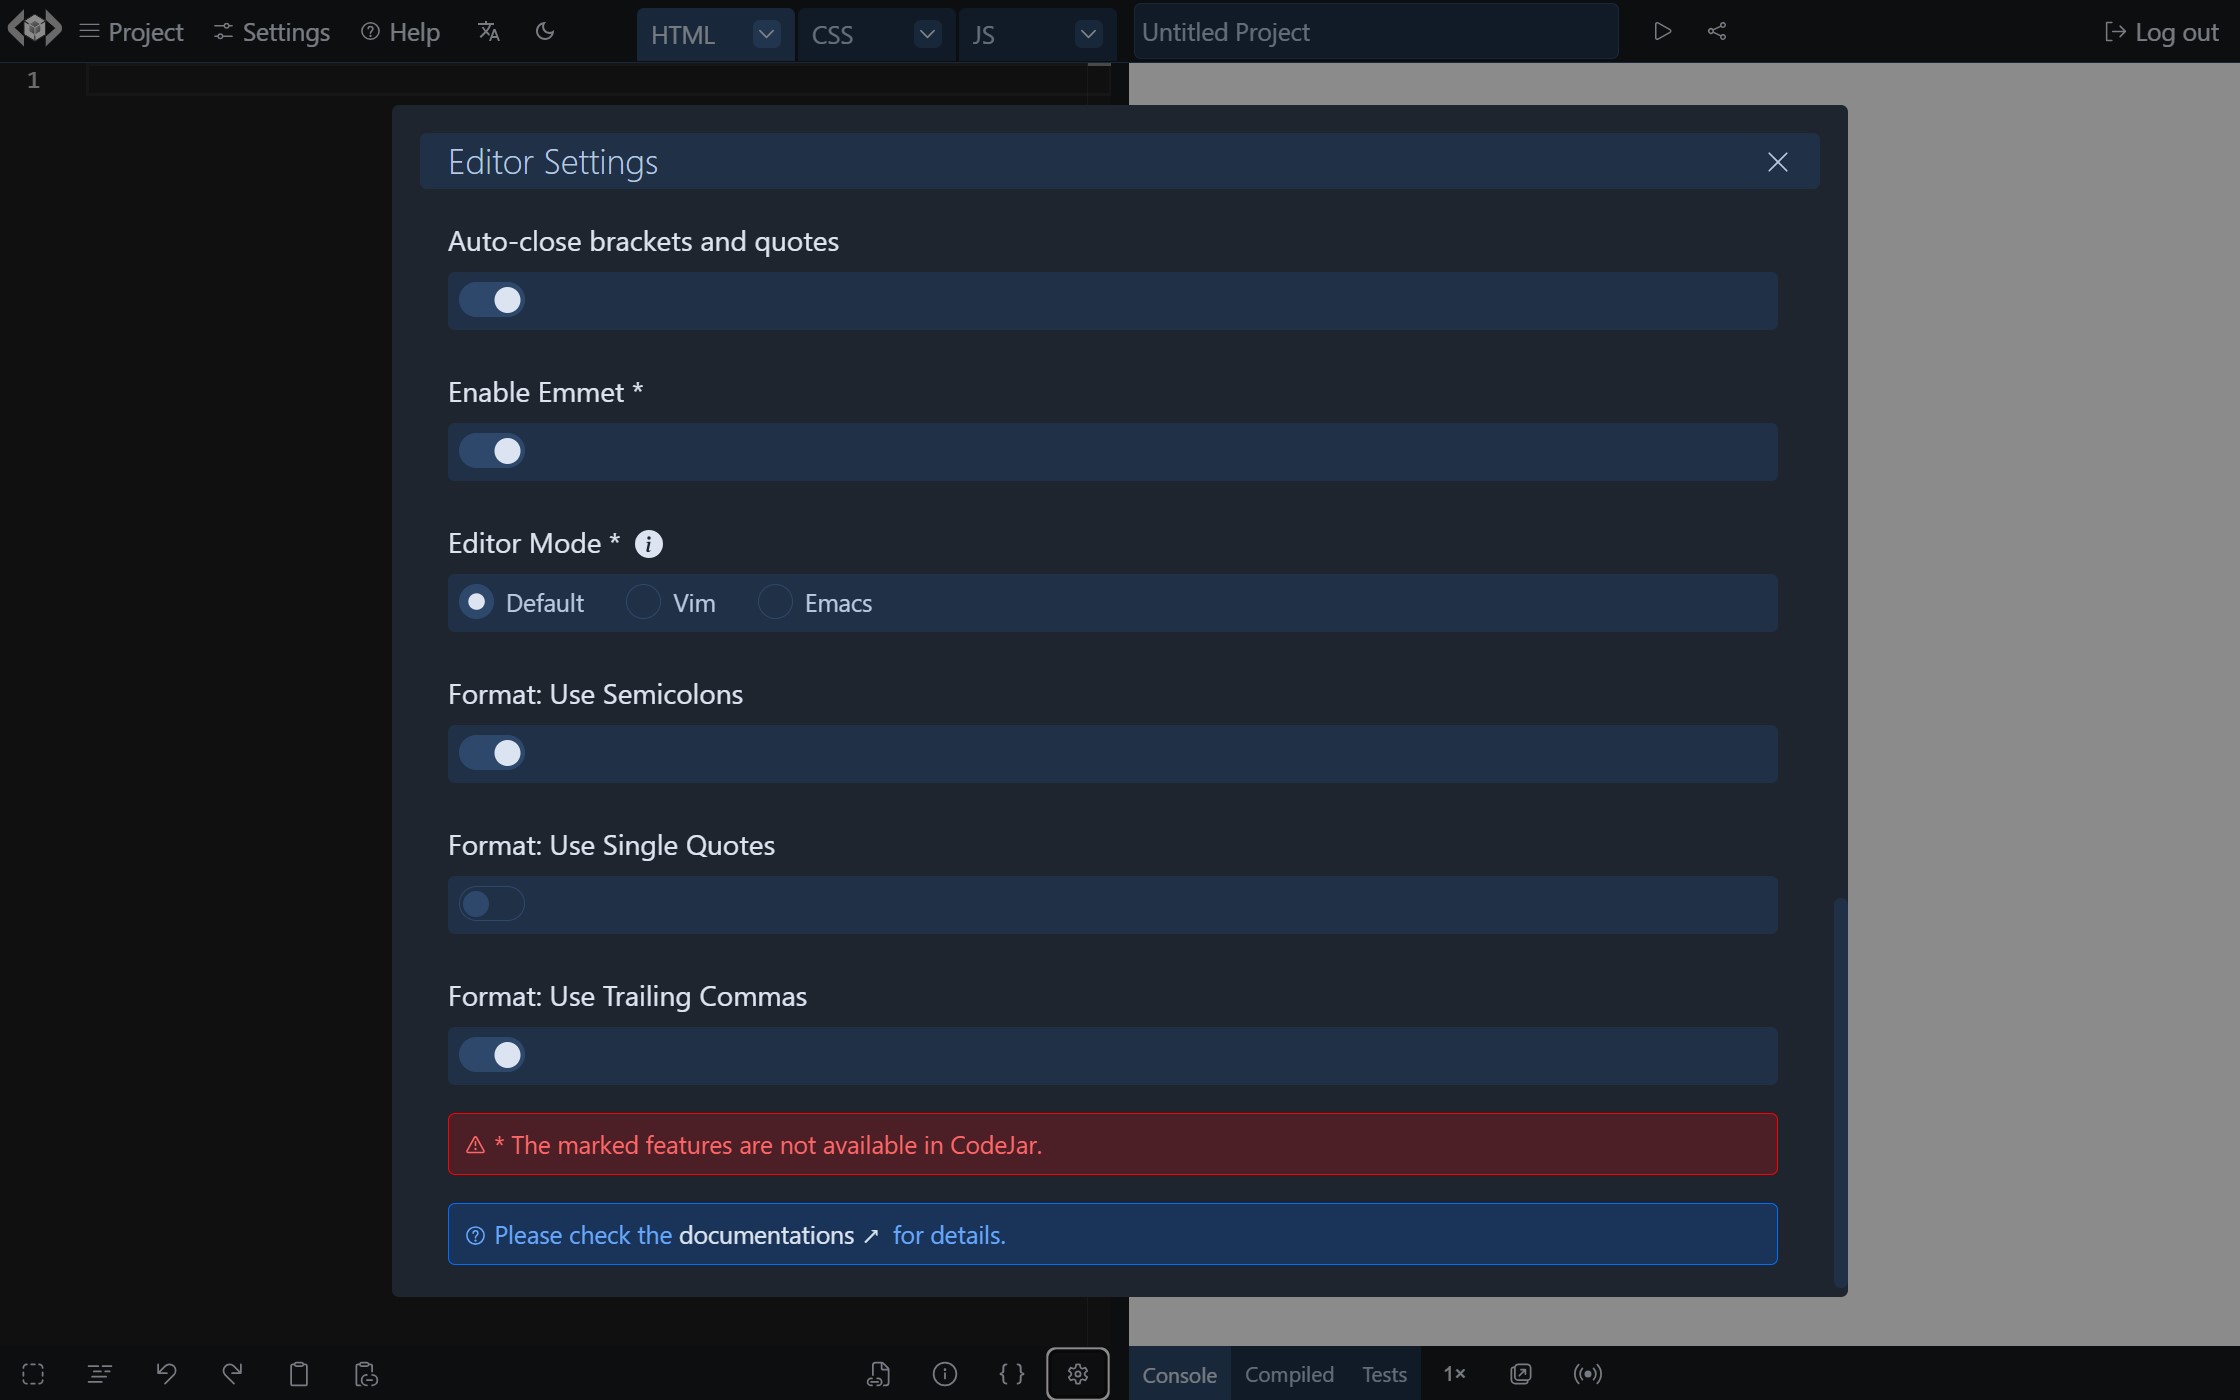 Project Settings Help HTML CSS JS Untitled Project Log out
1
Editor Settings
Auto-close brackets and quotes
Enable Emmet *
Editor Mode *
Default Vim Emacs
Format: Use Semicolons
Format: Use Single Quotes
Format: Use Trailing Commas
* The marked features are not available in CodeJar.
Please check the documentations ↗ for details.
Console Compiled Tests 1×